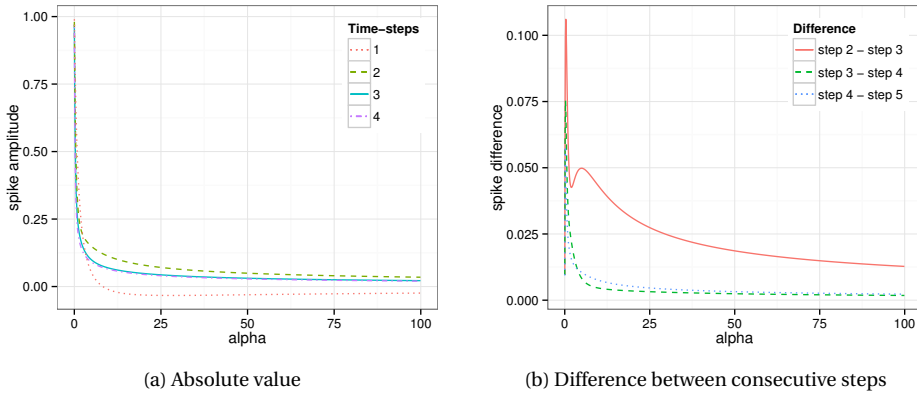 1.00
0.75
0.50
0.25
0.00
spike amplitude
Time−steps
1
2
3
4
0
25
50
75
100
alpha
(a) Absolute value
0.100
0.075
0.050
0.025
0.000
spike difference
Difference
step 2 − step 3
step 3 − step 4
step 4 − step 5
0
25
50
75
100
alpha
(b) Difference between consecutive steps